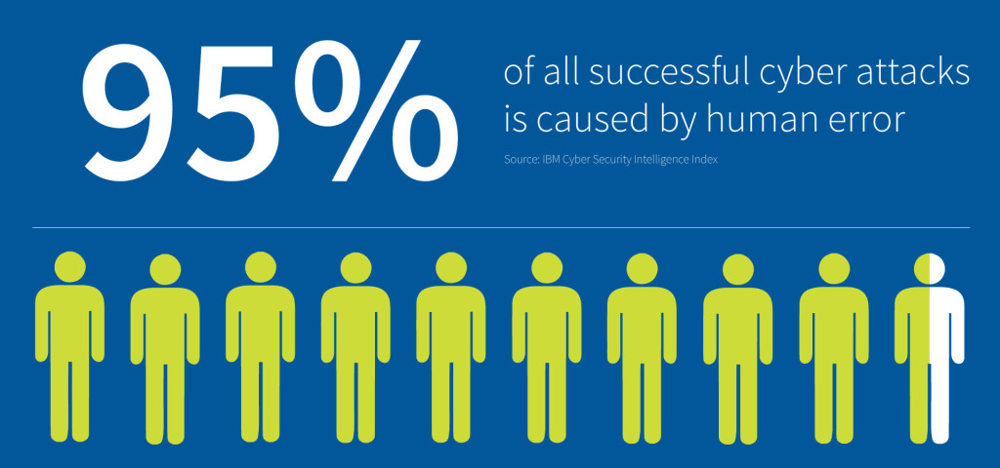 95%
of all successful cyber attacks
is caused by human error
Source: IBM Cyber Security Intelligence Index